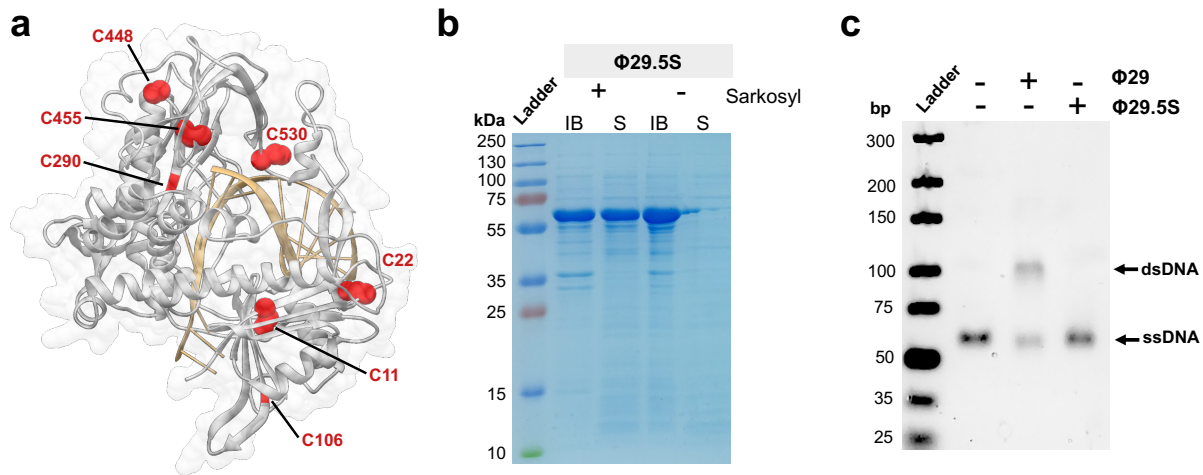 a
C448
C455
C290
C530
C22
C11
C106
b
Φ29.5S
Ladder
+
-
Sarkosyl
kDa
IB
S
IB
S
250
130
100
75
55
35
25
15
10
c
Ladder
-
+
-
Φ29
-
-
+
Φ29.5S
bp
300
200
150
100
75
50
35
25
dsDNA
ssDNA